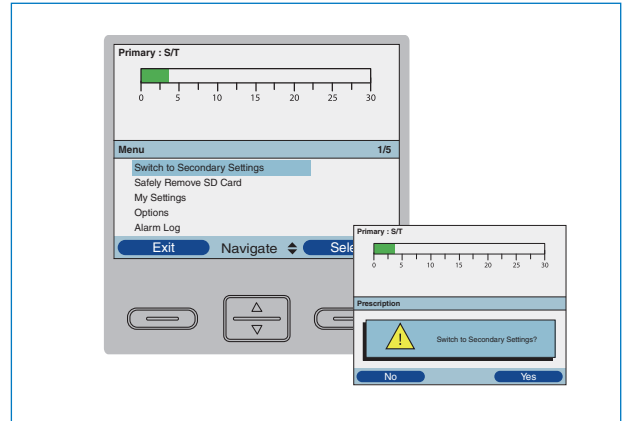 Primary : S/T
0 5 10 15 20 25 30
Menu 1/5
Switch to Secondary Settings
Safely Remove SD Card
My Settings
Options
Alarm Log
Exit Navigate Sele
Primary : S/T
0 5 10 15 20 25 30
Prescription
! Switch to Secondary Settings?
No Yes